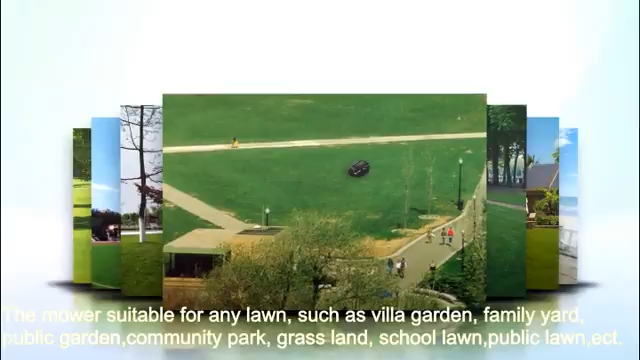 The mower suitable for any lawn, such as villa garden, family yard,
public garden,community park, grass land, school lawn,public lawn,ect.